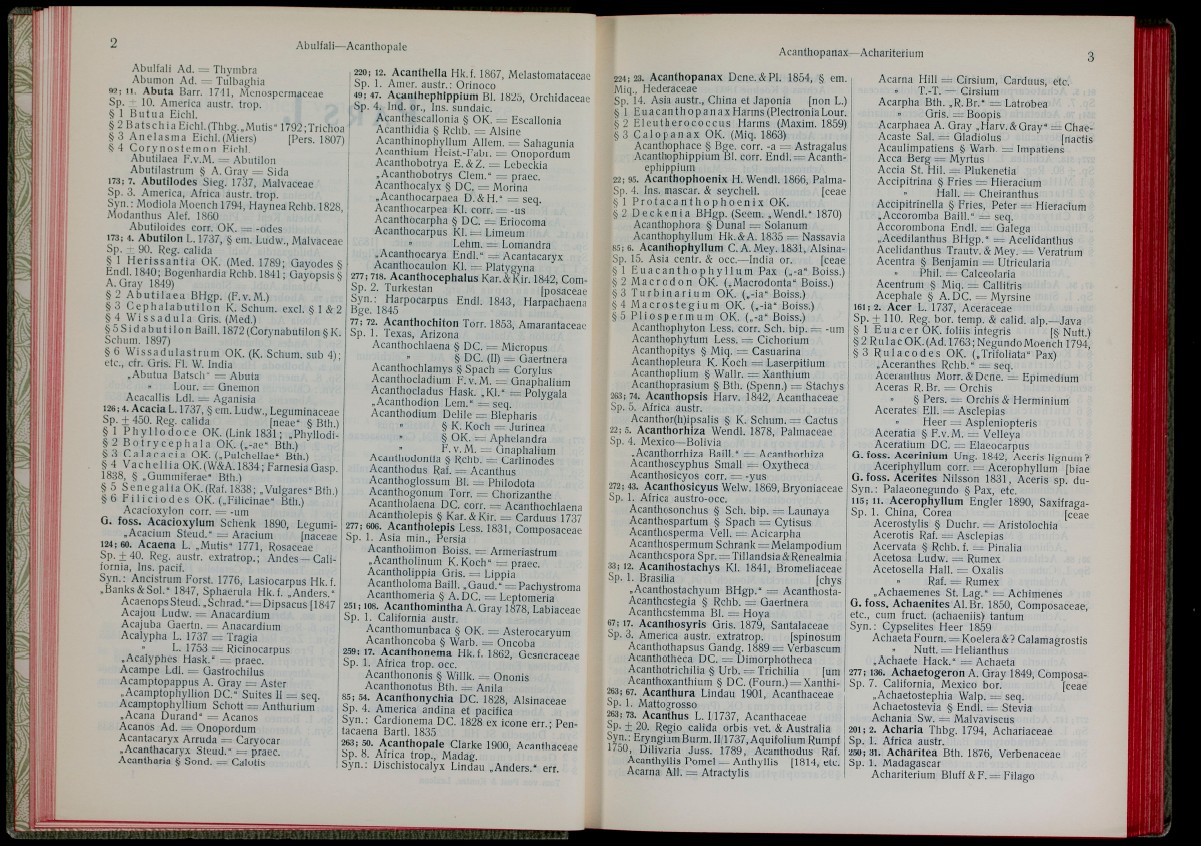 2
Abulfali—Acanthopale
Abulfali Ad. = Thymbra
Abumon Ad. = Tulbaghia
92; 11. Abuta Barr. 1741, Menospermaceae
Sp. ± 10. America austr. trop.
§ 1 Butua Eichl.
§ 2 Batschia Eichl. (Thbg. „Mutis“ 1792; Trichoa
§ 3 Anelasma Eichl. (Miers) [Pers. 1807)
§ 4 Corynostemon Eichl.
Abutilaea F.v.M. = Abutilon
Abutilastrum § A. Gray = Sida
173; 7. Abutilodes Sieg. 1737, Malvaceae
Sp. 3. America, Africa austr. trop.
Syn.: Modiola Moench 1794, Haynea Rchb. 1828,
Modanthus Alef. 1860
Abutiloides corr. OK. = -odes
173; 4. Abutilon L. 1737, § em. Ludw., Malvaceae
Sp. ± 90. Reg. calida
§ 1 Herissantia OK. (Med. 1789; Gayodes §
Endl. 1840; Bogenhardia Rchb. 1841; Gayopsis §
A. Gray 1849)
§ 2 Abutilaea BHgp. (F. v. M.)
§ 3 Cephalabutilon K. Schum. excl. § 1 & 2
§ 4 Wissadula Gris. (Med.)
§ 5 Sidabutilon Baill. 1872 (Corynabutilon § K.
Schum. 1897)
§ 6 Wissadulastrum OK. (K. Schum. sub 4);
etc., cfr. Gris. Fl. W. India
„Abutua Batsch“ = Abuta
„ Lour. = Gnemon
Acacallis Ldl. = Aganisia
126; 4. Acacia L. 1737, § em. Ludw., Leguminaceae
Sp. ± 450. Reg. calida [neae“ § Bth.)
§ 1 Phyllodoce OK. (Link 1831; „Phyllodi-
§ 2 Botrycephala OK. („-ae“ Bth.)
§ 3 Calacacia OK. („Pulchellae“ Bth.)
§ 4 Vachellia OK. (W&A. 1834; Farnesia Gasp.
1838, § „Gummiferae“ Bth.)
§ 5 Senegalia OK. (Raf. 1838; „Vulgares“ Bth.)
§ 6 Filiciodes OK. („Filicinae“ Bth.)
Acacioxylon corr. = -um
G. foss. Acacioxylum Schenk 1890, Legumi-
„Acacium Steud.“ = Aracium [naceae
124; 60. Acaena L. „Mutis“ 1771, Rosaceae
Sp. ± 40. Reg. austr. extratrop.; Andes—Cali-
fornia, Ins. pacif.
Syn.: Ancistrum Forst. 1776, Lasiocarpus Hk. f.
„Banks & Sol.“ 1847, Sphaerula Hk. f. „Anders.“
Acaenops Steud. „Schrad.“ = Dipsacus [1847
Acajou Ludw. = Anacardium
Acajuba Gaertn. = Anacardium
Acalypha L. 1737 = Tragia
„ L. 1753 = Ricinocarpus
„Acalyphes Hask.“ = praec.
Acampe Ldl. = Gastrochilus
Acamptopappus A. Gray = Aster
„Acamptophyllion DC.“ Suites II = seq.
Acamptophyllium Schott = Anthurium
„Acana Durand“ = Acanos
Acanos Ad. = Onopordum
Acantacaryx Arruda = Caryocar
„Acanthacaryx Steud.“ = praec.
Acantharia § Sond. = Calotis
220; 12. Acanthella Hk. f. 1867, Melastomataceae
Sp. 1. Amer. austr.: Orinoco
49; 47. Acanthephippium Bl. 1825, Orchidaceae
Sp. 4. Ind. or., Ins. sundaic.
Acanthescallonia § OK. = Escallonia
Acanthidia § Rchb. = Alsine
Acanthinophyllum Allem. = Sahagunia
Acanthium Heist.-Fabr. = Onopordum
Acanthobotrya E. & Z. = Lebeckia
„Acanthobotrys Clem.“ = praec.
Acanthocalyx § DC. = Morina
„Acanthocarpaea D. & H.“ = seq.
Acanthocarpea Kl. corr. = -us
Acanthocarpha § DC. = Eriocoma
Acanthocarpus Kl. = Limeum
„ Lehm. = Lomandra
„Acanthocarya Endl.“ = Acantacaryx
Acanthocaulon Kl. = Platygyna
277; 718. Acanthocephalus Kar. & Kir. 1842, Com-
Sp. 2. Turkestan [posaceae
Syn.: Harpocarpus Endl. 1843, Harpachaena
Bge. 1845
77; 72. Acanthochiton Torr. 1853, Amarantaceae
Sp. 1. Texas, Arizona
Acanthochlaena § DC. = Micropus
„ § DC. (II) = Gaertnera
Acanthochlamys § Spach = Corylus
Acanthocladium F. v. M. = Gnaphalium
Acanthocladus Hask. „Kl.“ = Polygala
„Acanthodion Lem.“ = seq.
Acanthodium Delile = Blepharis
„ § K. Koch = Jurinea
„ § OK. = Aphelandra
„ F. v. M. = Gnaphalium
Acanthodontia § Rchb. = Carlinodes
Acanthodus Raf. = Acanthus
Acanthoglossum Bl. = Philodota
Acanthogonum Torr. = Chorizanthe
Acantholaena DC. corr. = Acanthochlaena
Acantholepis § Kar. & Kir. = Carduus 1737
277; 606. Acantholepis Less. 1831, Composaceae
Sp. 1. Asia min., Persia
Acantholimon Boiss. = Armeriastrum
„Acantholinum K. Koch“ = praec.
Acantholippia Gris. = Lippia
Acantholoma Baill. „Gaud.“ = Pachystroma
Acanthomeria § A. DC. = Leptomeria
251; 108. Acanthomintha A. Gray 1878, Labiaceae
Sp. 1. California austr.
Acanthomunbaca § OK. = Asterocaryum
Acanthoncoba § Warb. = Oncoba
259; 17. Acanthonema Hk. f. 1862, Gesneraceae
Sp. 1. Africa trop. occ.
Acanthononis § Willk. = Ononis
Acanthonotus Bth. = Anila
85; 54. Acanthonychia DC. 1828, Alsinaceae
Sp. 4. America andina et pacifica
Syn.: Cardionema DC. 1828 ex icone err.; Pen-
tacaena Bartl. 1835
263; 50. Acanthopale Clarke 1900, Acanthaceae
Sp. 8. Africa trop., Madag.
Syn.: Dischistocalyx Lindau „Anders.“ err.
Acanthopanax—Achariterium
3
224; 23. Acanthopanax Dcne. & Pl. 1854, § em.
Miq., Hederaceae
Sp. 14. Asia austr., China et Japonia [non L.)
§ 1 Euacanthopanax Harms (Plectronia Lour.
§ 2 Eleutherococcus Harms (Maxim. 1859)
§ 3 Calopanax OK. (Miq. 1863)
Acanthophace § Bge. corr. -a = Astragalus
Acanthophippium Bl. corr. Endl. = Acanth-
ephippium
22; 95. Acanthophoenix H. Wendl. 1866, Palma-
Sp. 4. Ins. mascar. & seychell. [ceae
§ 1 Protacanthophoenix OK.
§ 2 Deckenia BHgp. (Seem. „Wendl.“ 1870)
Acanthophora § Dunal = Solanum
Acanthophyllum Hk. & A. 1835 = Nassavia
85; 6. Acanthophyllum C. A. Mey. 1831, Alsina-
Sp. 15. Asia centr. & occ.—India or. [ceae
§ 1 Euacanthophyllum Pax („-a“ Boiss.)
§ 2 Macrodon OK. („Macrodonta“ Boiss.)
§ 3 Turbinarium OK. („-ia“ Boiss.)
§ 4 Macrostegium OK. („-ia“ Boiss.)
§ 5 Pliospermum OK. („-a“ Boiss.)
Acanthophyton Less. corr. Sch. bip. = -um
Acanthophytum Less. = Cichorium
Acanthopitys § Miq. = Casuarina
Acanthopleura K. Koch = Laserpitium
Acanthoplium § Wallr. = Xanthium
Acanthoprasium § Bth. (Spenn.) = Stachys
263; 74. Acanthopsis Harv. 1842, Acanthaceae
Sp. 5. Africa austr.
Acanthor(h)ipsalis § K. Schum. = Cactus
22; 5. Acanthorhiza Wendl. 1878, Palmaceae
Sp. 4. Mexico—Bolivia
„Acanthorrhiza Baill.“ = Acanthorhiza
Acanthoscyphus Small = Oxytheca
Acanthosicyos corr. = -yus
272; 43. Acanthosicyus Welw. 1869, Bryoniaceae
Sp. 1. Africa austro-occ.
Acanthosonchus § Sch. bip. = Launaya
Acanthospartum § Spach = Cytisus
Acanthosperma Vell. = Acicarpha
Acanthospermum Schrank = Melampodium
Acanthospora Spr. = Tillandsia & Renealmia
33; 12. Acanthostachys Kl. 1841, Bromeliaceae
Sp. 1. Brasilia [chys
„Acanthostachyum BHgp.“ = Acanthosta-
Acanthostegia § Rchb. = Gaertnera
Acanthostemma Bl. = Hoya
67; 17. Acanthosyris Gris. 1879, Santalaceae
Sp. 3. America austr. extratrop. [spinosum
Acanthothapsus Gandg. 1889 = Verbascum
Acanthotheca DC. = Dimorphotheca
Acanthotrichilia § Urb. = Trichilia [um
Acanthoxanthium § DC. (Fourn.) = Xanthi-
263; 67. Acanthura Lindau 1901, Acanthaceae
Sp. 1. Mattogrosso
263; 73. Acanthus L. I 1737, Acanthaceae
Sp. ± 20. Regio calida orbis vet. & Australia
Syn.: Eryngium Burm. II 1737, Aquifolium Rumpf
1750, Dilivaria Juss. 1789, Acanthodus Raf.
Acanthyllis Pomel = Anthyllis [1814, etc.
Acarna All. = Atractylis
Acarna Hill = Cirsium, Carduus, etc.
„ T.-T. = Cirsium
Acarpha Bth. „R. Br.“ = Latrobea
„ Gris. = Boopis
Acarphaea A. Gray „Harv. & Gray“ = Chae-
Acaste Sal. = Gladiolus [nactis
Acaulimpatiens § Warb. = Impatiens
Acca Berg = Myrtus
Accia St. Hil. = Plukenetia
Accipitrina § Fries = Hieracium
„ Hall. = Cheiranthus
Accipitrinella § Fries, Peter = Hieracium
„Accoromba Baill.“ = seq.
Accorombona Endl. = Galega
„Acedilanthus BHgp.“ = Acelidanthus
Acelidanthus Trautv. & Mey. = Veratrum
Acentra § Benjamin = Utricularia
„ Phil. = Calceolaria
Acentrum § Miq. = Callitris
Acephale § A. DC. = Myrsine
161; 2. Acer L. 1737, Aceraceae
Sp. ± 110. Reg. bor. temp. & calid. alp.—Java
§ 1 Euacer OK. foliis integris [§ Nutt.)
§ 2 Rulac OK. (Ad. 1763; Negundo Moench 1794,
§ 3 Rulacodes OK. („Trifoliata“ Pax)
„Aceranthes Rchb.“ = seq.
Aceranthus Morr. & Dcne. = Epimedium
Aceras R. Br. = Orchis
„ § Pers. = Orchis & Herminium
Acerates Ell. = Asclepias
„ Heer = Aspleniopteris
Aceratia § F. v. M. = Velleya
Aceratium DC. = Elaeocarpus
G. foss. Acerinium Ung. 1842, Aceris lignum?
Aceriphyllum corr. = Acerophyllum [biae
G. foss. Acerites Nilsson 1831, Aceris sp. du-
Syn.: Palaeonegundo § Pax, etc.
115; 11. Acerophyllum Engler 1890, Saxifraga-
Sp. 1. China, Corea [ceae
Acerostylis § Duchr. = Aristolochia
Acerotis Raf. = Asclepias
Acervata § Rchb. f. = Pinalia
Acetosa Ludw. = Rumex
Acetosella Hall. = Oxalis
„ Raf. = Rumex
„Achaemenes St. Lag.“ = Achimenes
G. foss. Achaenites Al. Br. 1850, Composaceae,
etc., cum fruct. (achaeniis) tantum
Syn.: Cypselites Heer 1859
Achaeta Fourn. = Koelera &? Calamagrostis
„ Nutt. = Helianthus
„Achaete Hack.“ = Achaeta
277; 136. Achaetogeron A. Gray 1849, Composa-
Sp. 7. California, Mexico bor. [ceae
„Achaetostephia Walp. = seq.
Achaetostevia § Endl. = Stevia
Achania Sw. = Malvaviscus
201; 2. Acharia Thbg. 1794, Achariaceae
Sp. 1. Africa austr.
250; 31. Acharitea Bth. 1876, Verbenaceae
Sp. 1. Madagascar
Achariterium Bluff & F. = Filago